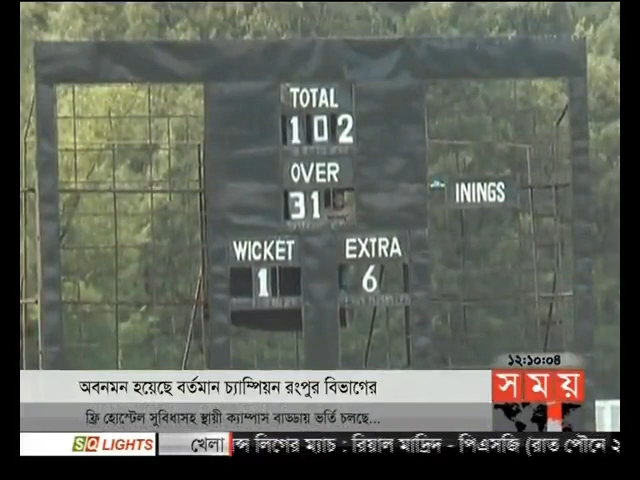 TOTAL
102
OVER
31
ININGS
WICKET
1
EXTRA
6
১২:১০:০৪
সময়
অবনমন হয়েছে বর্তমান চ্যাম্পিয়ন রংপুর বিভাগের
ফ্রি হোস্টেল সুবিধাসহ স্থায়ী ক্যাম্পাস বাড্ডায় ভর্তি চলছে...
SQ LIGHTS
খেলা
ন্স লিগের ম্যাচ : রিয়াল মাদ্রিদ - পিএসজি (রাত পৌনে ২